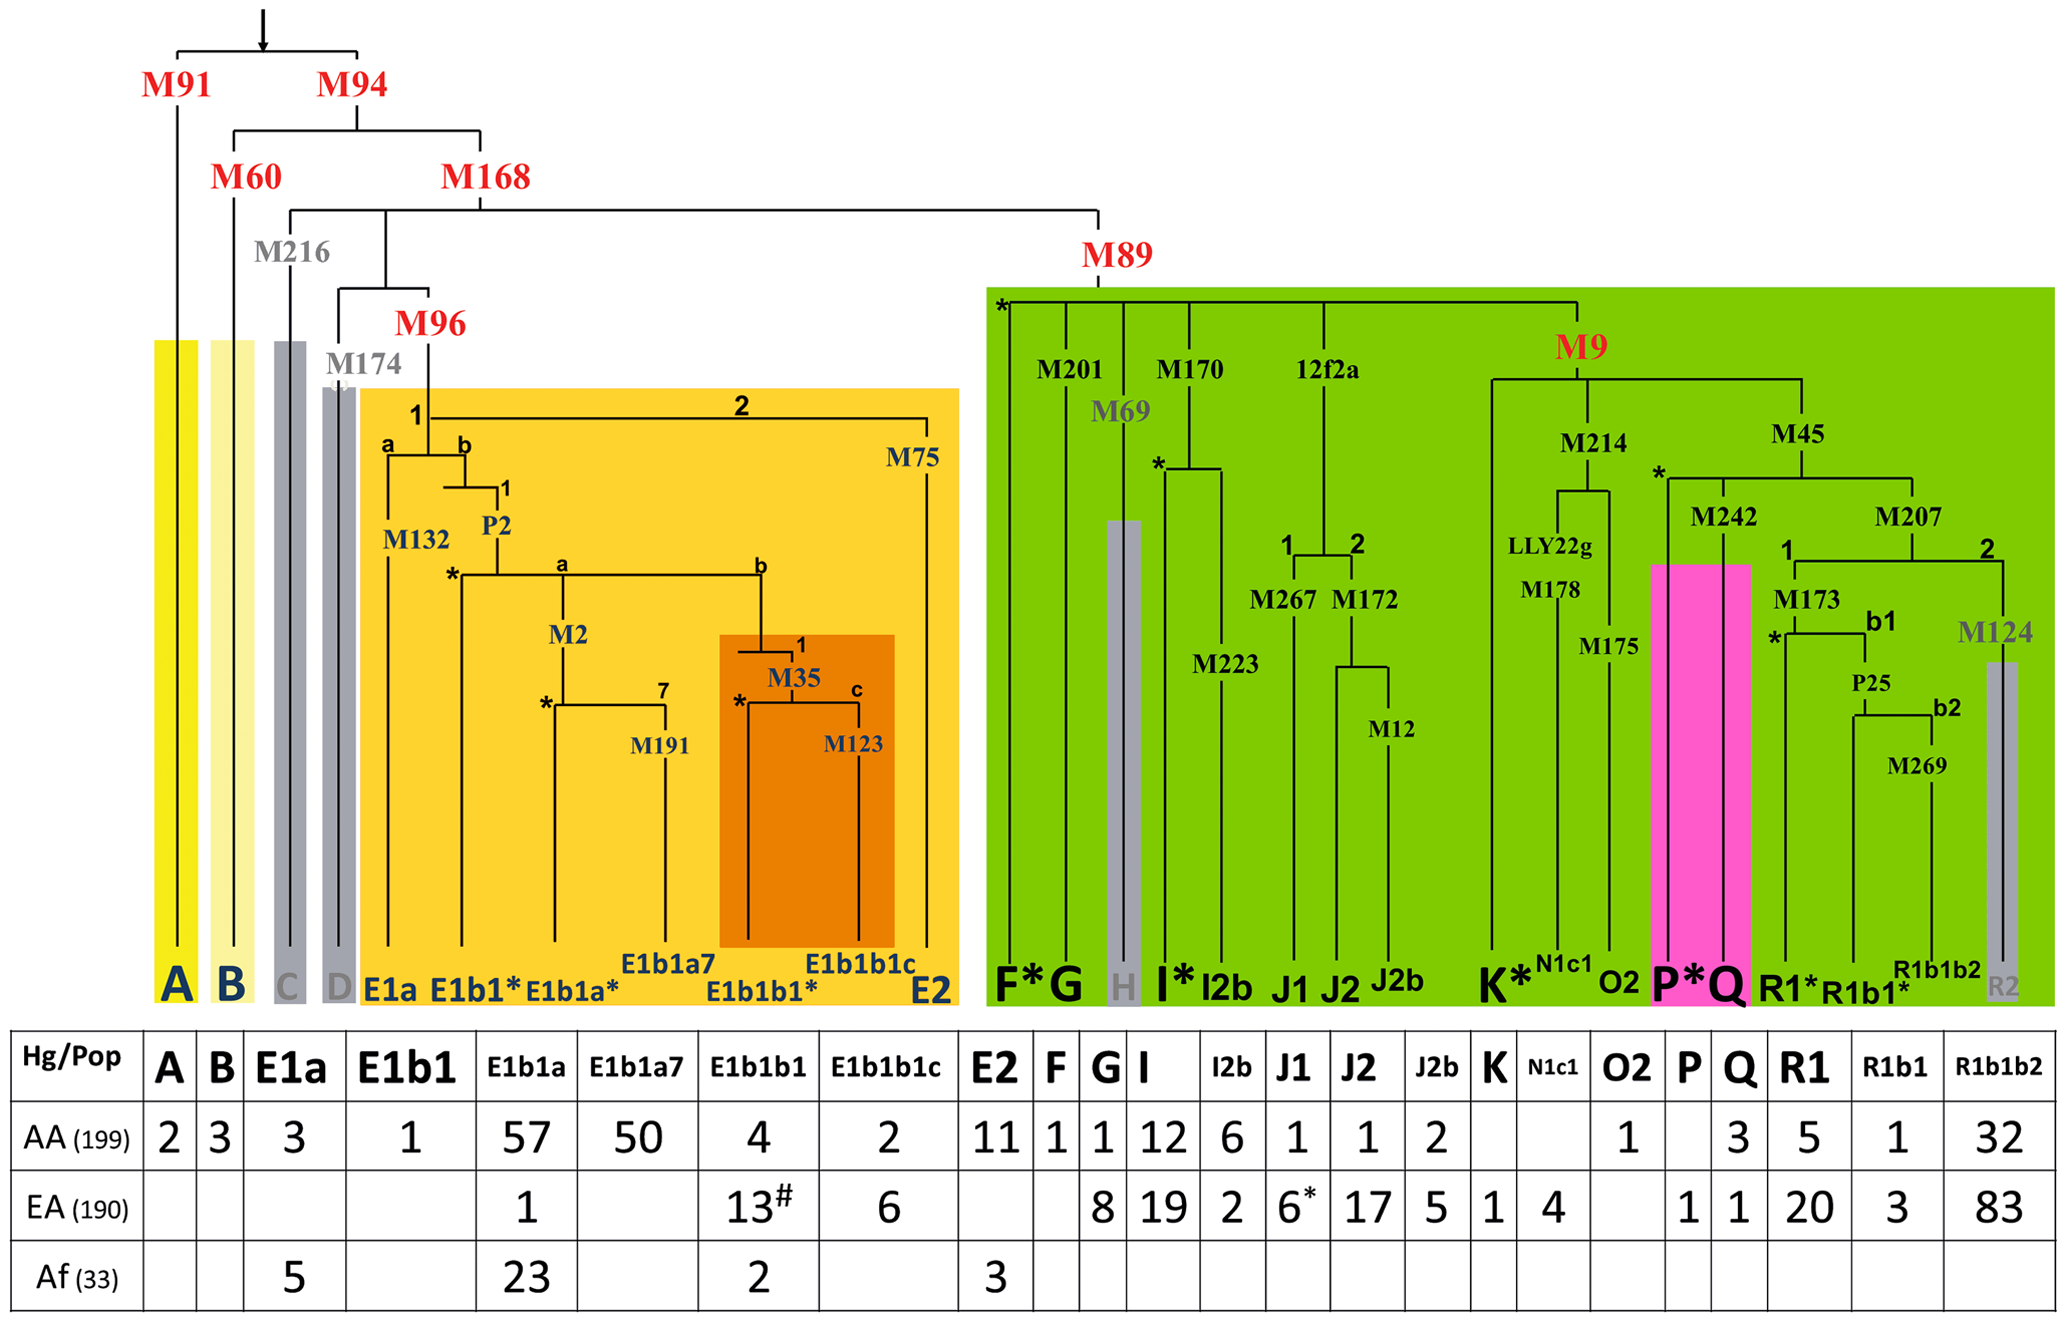 M91 M94
M60 M168
M216 M89
M96
M174 * M9
M201 M170 12f2a
1 2 M69
a b M75 M214 M45
* *
1 M242 M207
P2
M132 LLY22g
* a b 1 2 1 2
M178
M267 M172 M173
M2 * b1 M124
1 M175
M223
M35 P25
* 7 * c b2
M191 M123 M12
M269
E1b1a7 E1b1b1c N1c1 R1b1b2
A B C D E1a E1b1* E1b1a* E1b1b1* E2 F* G H I* I2b J1 J2 J2b K* O2 P* Q R1* R1b1* R2
Hg/Pop A B E1a E1b1 E1b1a E1b1a7 E1b1b1 E1b1b1c E2 F G I I2b J1 J2 J2b K N1c1 O2 P Q R1 R1b1 R1b1b2
AA (199) 2 3 3 1 57 50 4 2 11 1 1 12 6 1 1 2 1 3 5 1 32
EA (190) 1 13# 6 8 19 2 6* 17 5 1 4 1 1 20 3 83
Af (33) 5 23 2 3